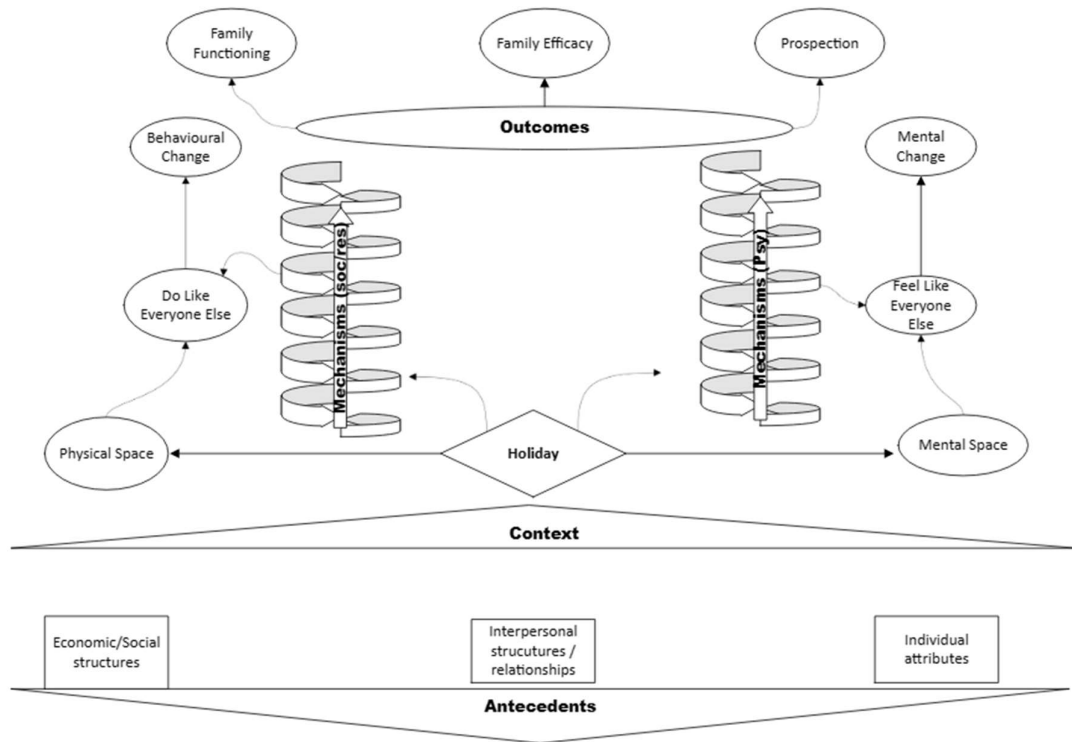 Family
Functioning
Family Efficacy
Prospection
Outcomes
Behavioural
Change
Mental
Change
Mechanisms (soc/res)
Mechanisms (Psy)
Do Like
Everyone Else
Feel Like
Everyone
Else
Physical Space
Holiday
Mental Space
Context
Economic/Social
structures
Interpersonal
strucutures /
relationships
Individual
attributes
Antecedents